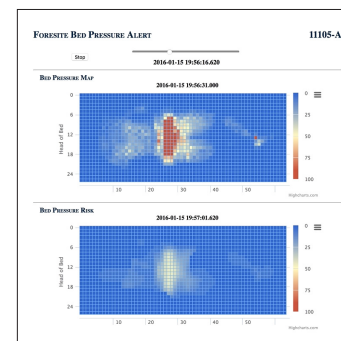 FORESITE BED PRESSURE ALERT 11105-A
Stop
2016-01-15 19:56:16.620
BED PRESSURE MAP
2016-01-15 19:56:31.000
0
6
12
18
24
Head of Bed
10 20 30 40 50
0
25
50
75
100
Highcharts.com
BED PRESSURE RISK
2016-01-15 19:57:01.620
0
6
12
18
24
Head of Bed
10 20 30 40 50
0
25
50
75
100
Highcharts.com